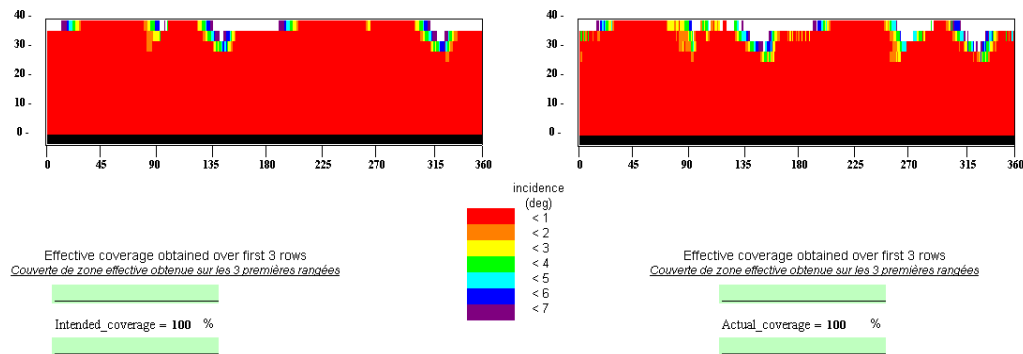 40 -
30 -
20 -
10 -
0 -
0 45 90 135 180 225 270 315 360
40 -
30 -
20 -
10 -
0 -
0 45 90 135 180 225 270 315 360
incidence
(deg)
< 1
< 2
< 3
< 4
< 5
< 6
< 7
Effective coverage obtained over first 3 rows
Couverte de zone effective obtenue sur les 3 premières rangées
Intended_coverage = 100 %
Effective coverage obtained over first 3 rows
Couverte de zone effective obtenue sur les 3 premières rangées
Actual_coverage = 100 %